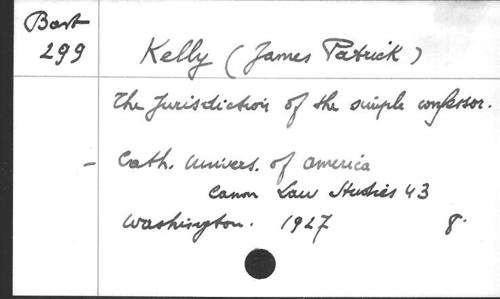 Bort
299
Kelly (James Patrick)
The Jurisdiction of the simple confessor.
- Cath. Univers. of America
Canon Law Studies 43
Washington. 1927 8°.